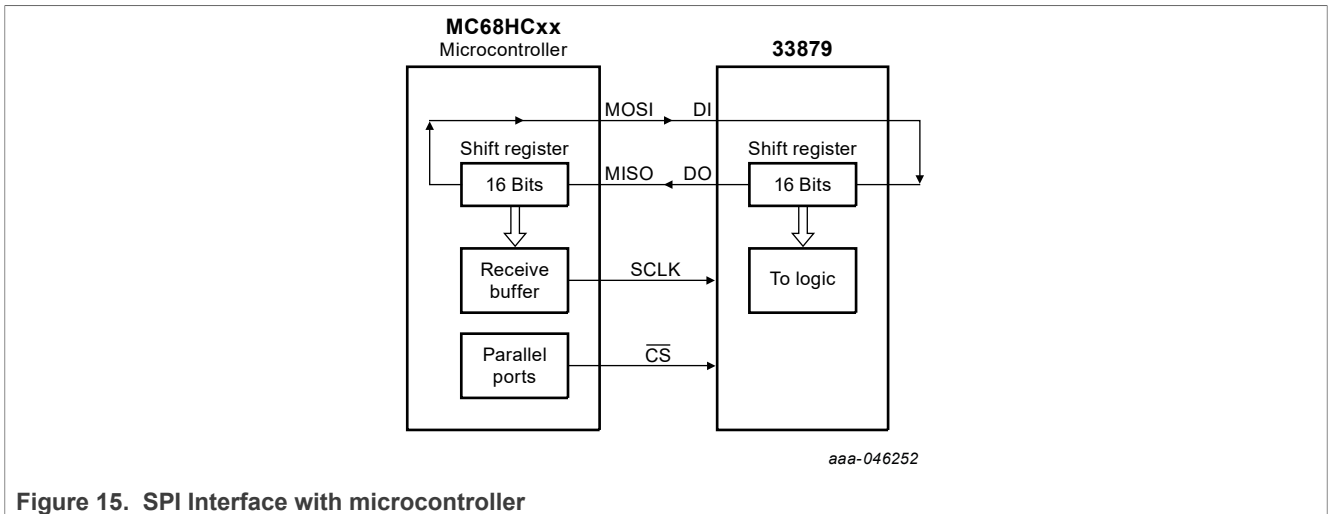 MC68HCxx
Microcontroller
33879
MOSI
DI
Shift register
Shift register
16 Bits
MISO
DO
16 Bits
Receive
buffer
SCLK
To logic
Parallel
ports
C̅S̅
aaa-046252
Figure 15. SPI Interface with microcontroller